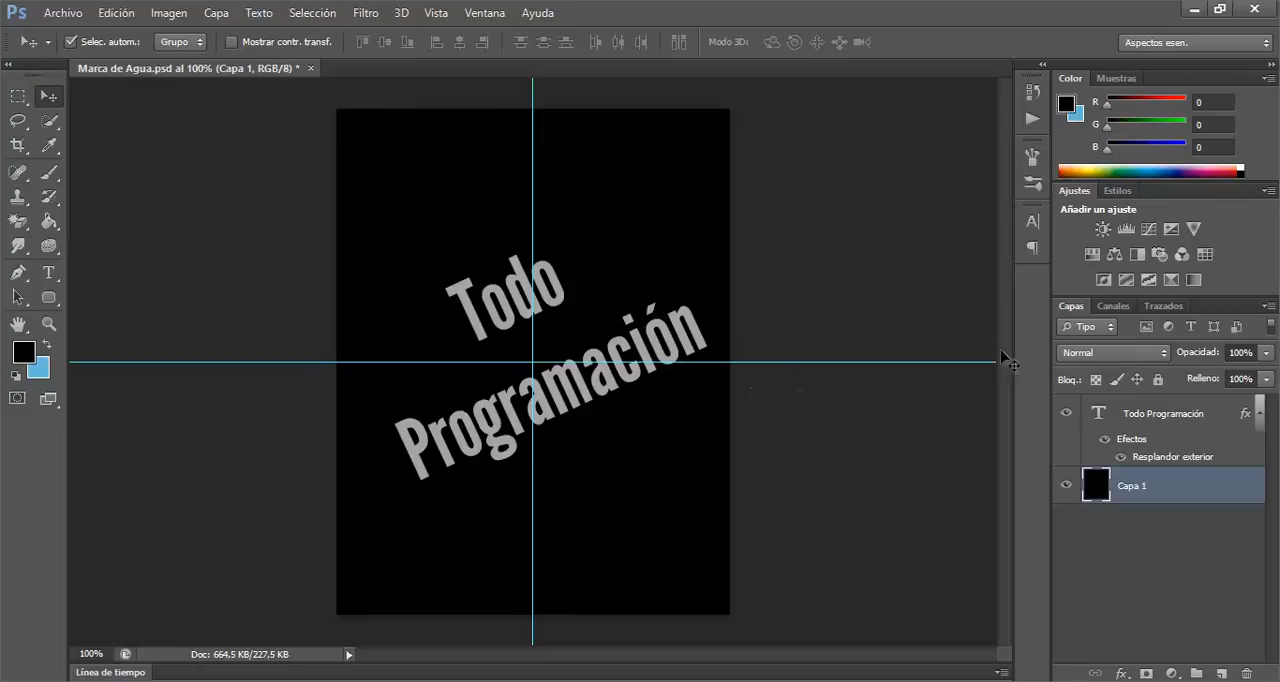 Ps Archivo Edición Imagen Capa Texto Selección Filtro 3D Vista Ventana Ayuda
Selec. autom.: Grupo Mostrar contr. transf. Modo 3D: Aspectos esen.
Marca de Agua.psd al 100% (Capa 1, RGB/8) *
Color Muestras
R 0
G 0
B 0
Ajustes Estilos
Añadir un ajuste
Capas Canales Trazados
Tipo
Normal Opacidad: 100%
Bloq.: Relleno: 100%
T Todo Programación fx
Efectos
Resplandor exterior
Capa 1
Todo
Programación
100% Doc: 664,5 KB/227,5 KB
Línea de tiempo